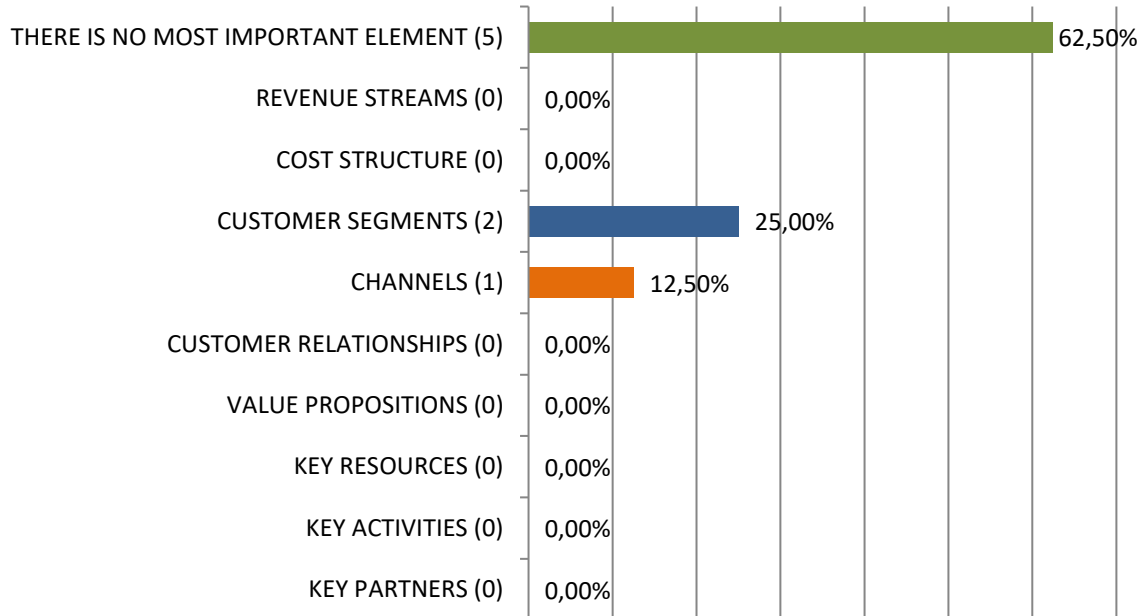 THERE IS NO MOST IMPORTANT ELEMENT (5) 62,50%
REVENUE STREAMS (0) 0,00%
COST STRUCTURE (0) 0,00%
CUSTOMER SEGMENTS (2) 25,00%
CHANNELS (1) 12,50%
CUSTOMER RELATIONSHIPS (0) 0,00%
VALUE PROPOSITIONS (0) 0,00%
KEY RESOURCES (0) 0,00%
KEY ACTIVITIES (0) 0,00%
KEY PARTNERS (0) 0,00%